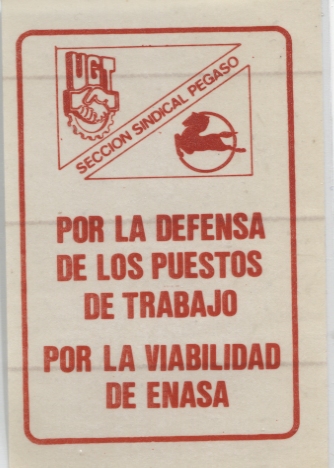 UGT
SECCION SINDICAL PEGASO
POR LA DEFENSA
DE LOS PUESTOS
DE TRABAJO
POR LA VIABILIDAD
DE ENASA